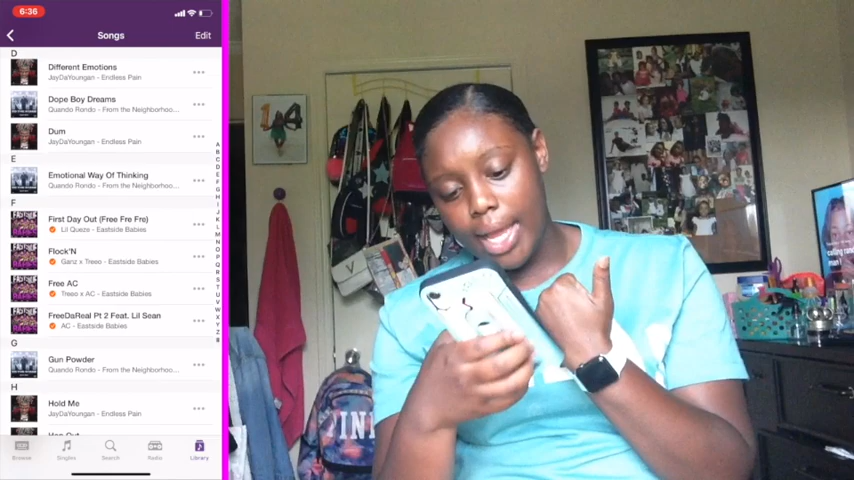 6:36
Songs
Edit
D
Different Emotions
JayDaYoungan - Endless Pain
Dope Boy Dreams
Quando Rondo - From the Neighborhoo...
Dum
JayDaYoungan - Endless Pain
E
Emotional Way Of Thinking
Quando Rondo - From the Neighborhoo...
F
First Day Out (Free Fre Fre)
Lil Queze - Eastside Babies
Flock'N
Ganz x Treeo - Eastside Babies
Free AC
Treeo x AC - Eastside Babies
FreeDaReal Pt 2 Feat. Lil Sean
AC - Eastside Babies
G
Gun Powder
Quando Rondo - From the Neighborhoo...
H
Hold Me
JayDaYoungan - Endless Pain
Browse
Singles
Search
Radio
Library
A
B
C
D
E
F
G
H
I
J
K
L
M
N
O
P
Q
R
S
T
U
V
W
X
Y
Z
#
14
PINK